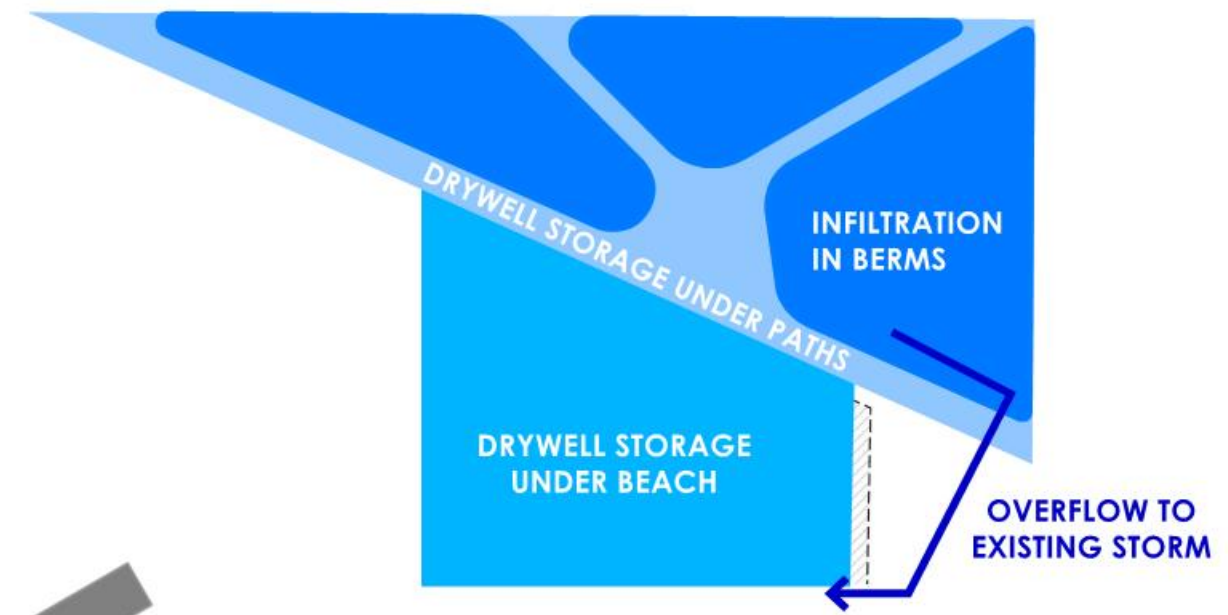 DRYWELL STORAGE UNDER PATHS
INFILTRATION
IN BERMS
DRYWELL STORAGE
UNDER BEACH
OVERFLOW TO
EXISTING STORM